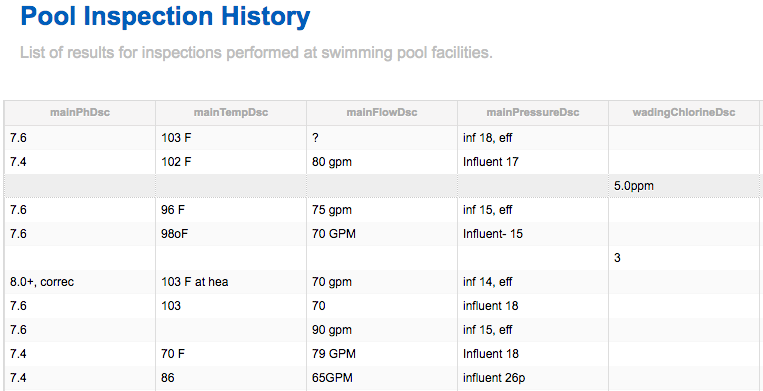 Pool Inspection History
List of results for inspections performed at swimming pool facilities.
mainPhDsc mainTempDsc mainFlowDsc mainPressureDsc wadingChlorineDsc
7.6 103 F ? inf 18, eff
7.4 102 F 80 gpm Influent 17
5.0ppm
7.6 96 F 75 gpm inf 15, eff
7.6 98oF 70 GPM Influent- 15
3
8.0+, correc 103 F at hea 70 gpm inf 14, eff
7.6 103 70 influent 18
7.6 90 gpm inf 15, eff
7.4 70 F 79 GPM Influent 18
7.4 86 65GPM influent 26p